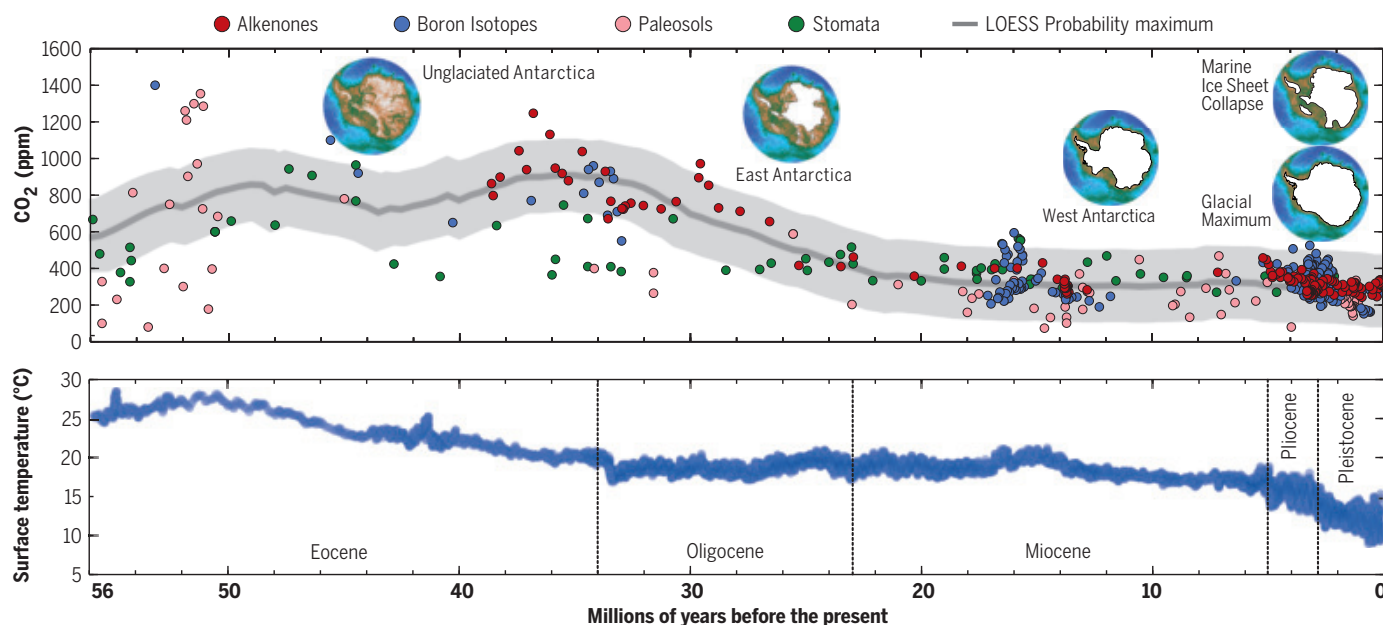 Alkenones Boron Isotopes Paleosols Stomata LOESS Probability maximum
CO2 (ppm)
1600
1400
1200
1000
800
600
400
200
0
Unglaciated Antarctica
East Antarctica
West Antarctica
Marine
Ice Sheet
Collapse
Glacial
Maximum
Surface temperature (°C)
30
25
20
15
10
5
Eocene Oligocene Miocene Pliocene Pleistocene
56 50 40 30 20 10 0
Millions of years before the present